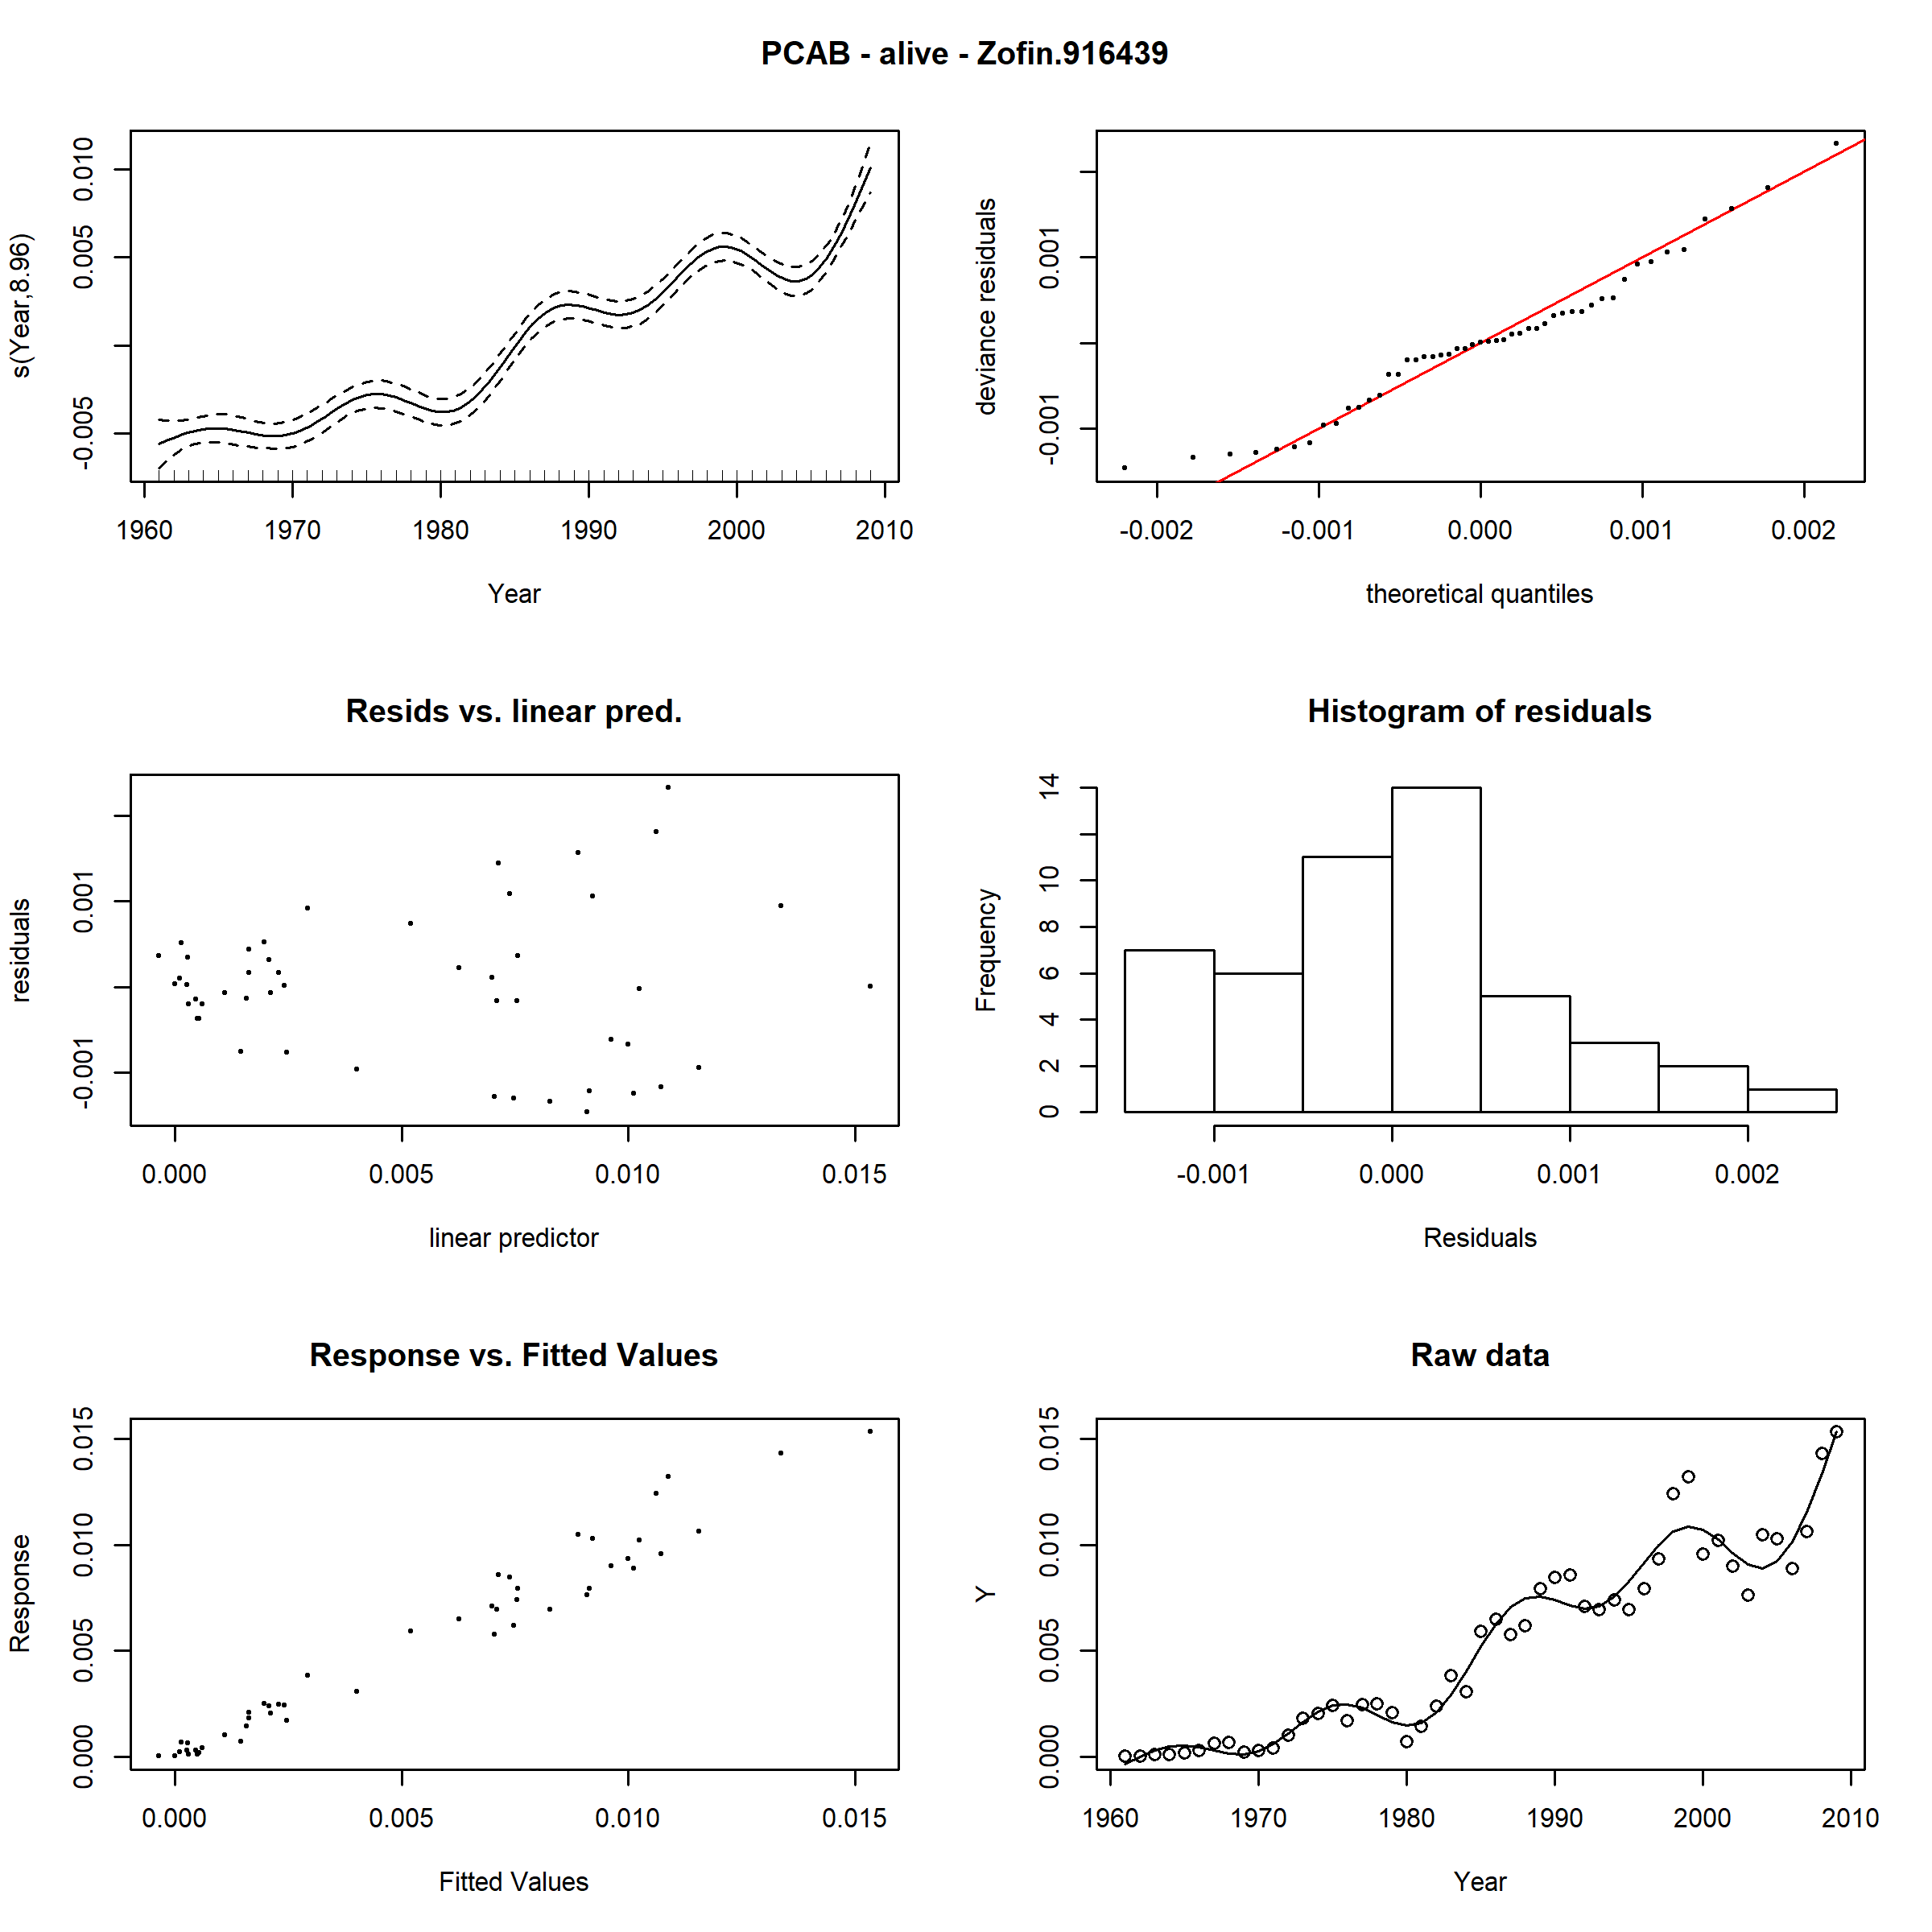 PCAB - alive - Zofin.916439
s(Year,8.96)
-0.005 0.005 0.010
1960 1970 1980 1990 2000 2010
Year
deviance residuals
-0.001 0.001
-0.002 -0.001 0.000 0.001 0.002
theoretical quantiles
Resids vs. linear pred.
residuals
-0.001 0.001
0.000 0.005 0.010 0.015
linear predictor
Histogram of residuals
Frequency
0 2 4 6 8 10 14
-0.001 0.000 0.001 0.002
Residuals
Response vs. Fitted Values
Response
0.000 0.005 0.010 0.015
0.000 0.005 0.010 0.015
Fitted Values
Raw data
Y
0.000 0.005 0.010 0.015
1960 1970 1980 1990 2000 2010
Year